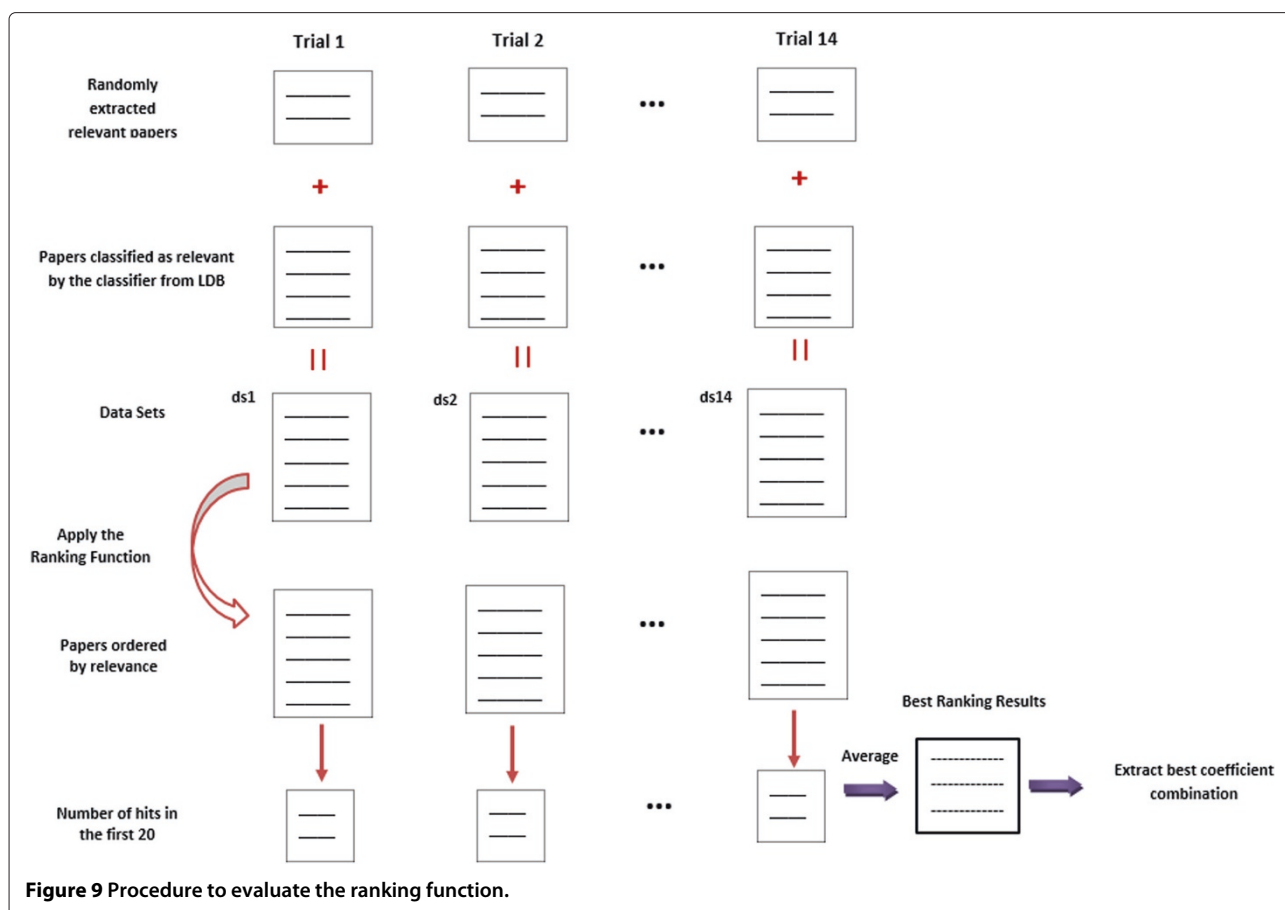 Trial 1
Trial 2
Trial 14
Randomly
extracted
relevant papers
...
+
+
+
Papers classified as relevant
by the classifier from LDB
...
||
||
||
Data Sets
ds1
ds2
...
ds14
Apply the
Ranking Function
Papers ordered
by relevance
...
Best Ranking Results
Average
Extract best coefficient
combination
Number of hits in
the first 20
...
Figure 9 Procedure to evaluate the ranking function.